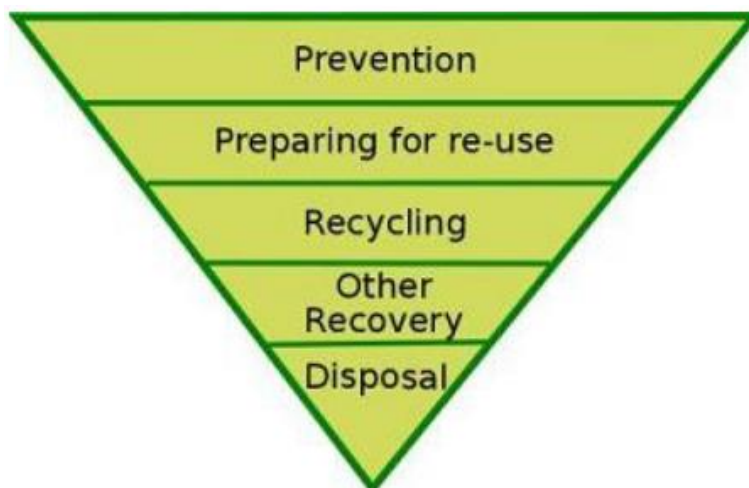 Prevention
Preparing for re-use
Recycling
Other
Recovery
Disposal